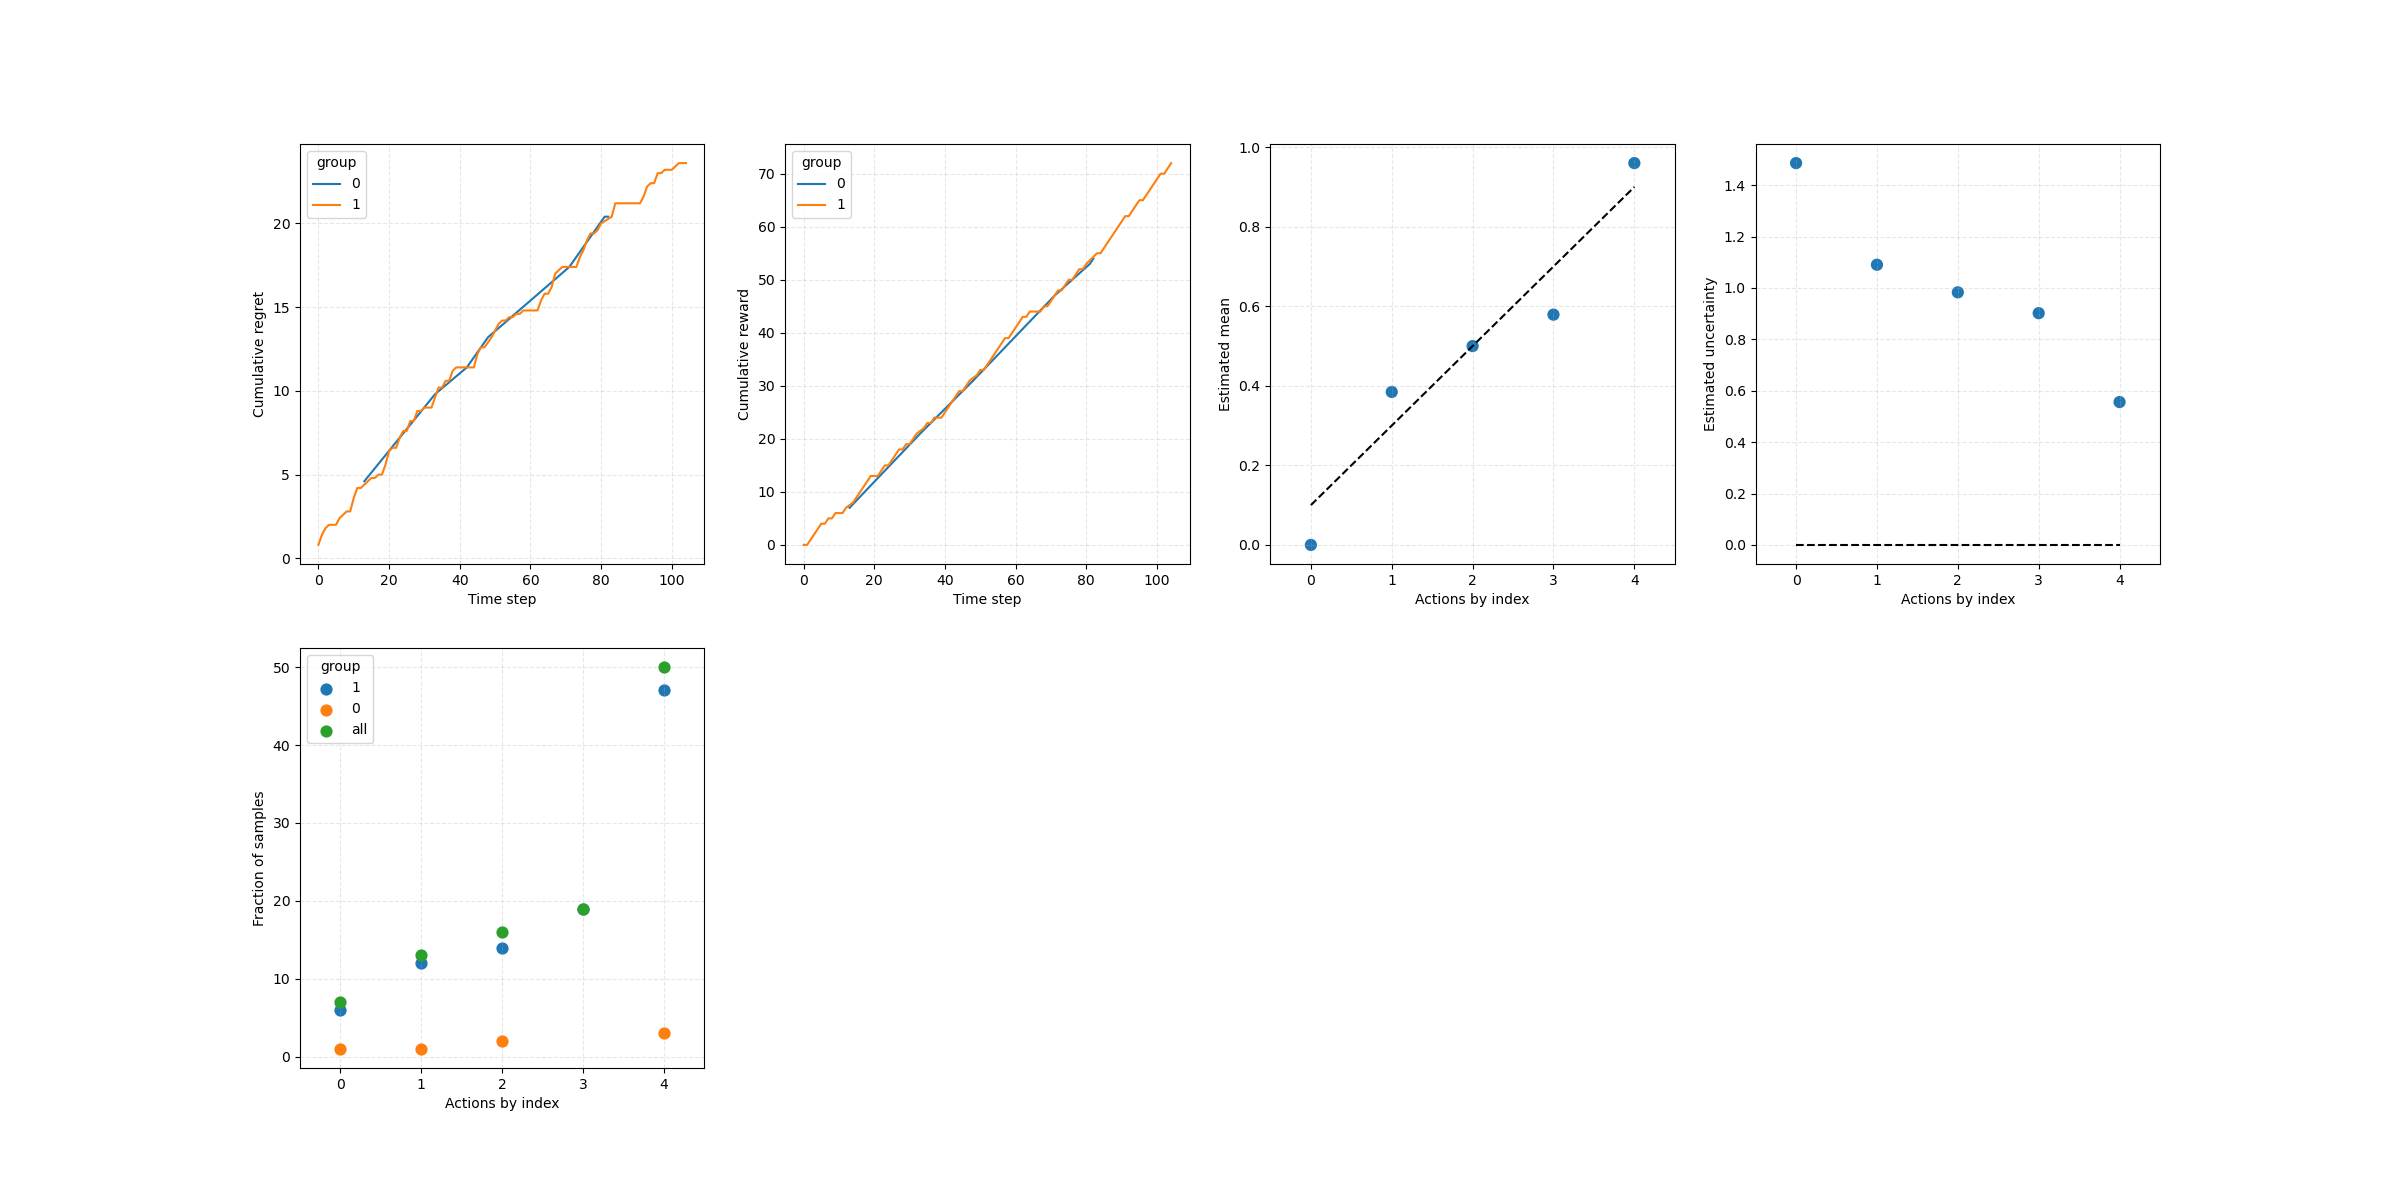 group
0
1
20
15
10
5
0
Cumulative regret
0 20 40 60 80 100
Time step
group
0
1
70
60
50
40
30
20
10
0
Cumulative reward
0 20 40 60 80 100
Time step
1.0
0.8
0.6
0.4
0.2
0.0
Estimated mean
0 1 2 3 4
Actions by index
1.4
1.2
1.0
0.8
0.6
0.4
0.2
0.0
Estimated uncertainty
0 1 2 3 4
Actions by index
group
1
0
all
50
40
30
20
10
0
Fraction of samples
0 1 2 3 4
Actions by index